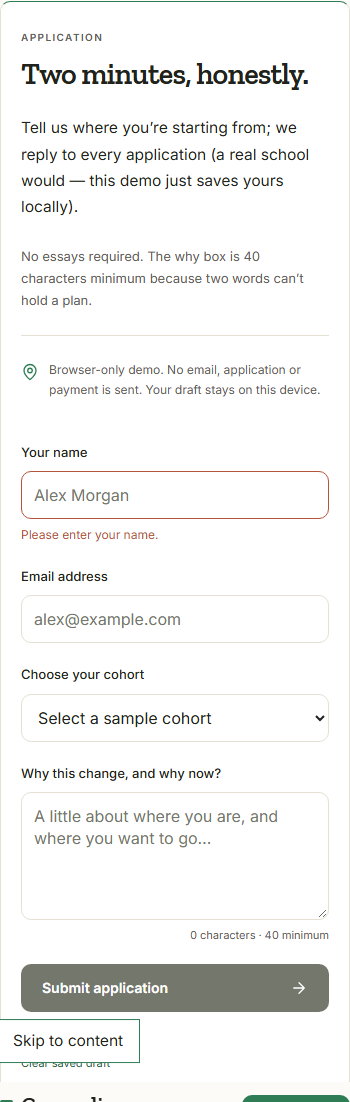 APPLICATION
Two minutes, honestly.
Tell us where you’re starting from; we
reply to every application (a real school
would — this demo just saves yours
locally).
No essays required. The why box is 40
characters minimum because two words can’t
hold a plan.
Browser-only demo. No email, application or
payment is sent. Your draft stays on this device.
Your name
Alex Morgan
Please enter your name.
Email address
alex@example.com
Choose your cohort
Select a sample cohort
Why this change, and why now?
A little about where you are, and
where you want to go...
0 characters · 40 minimum
Submit application
Skip to content
Clear saved draft